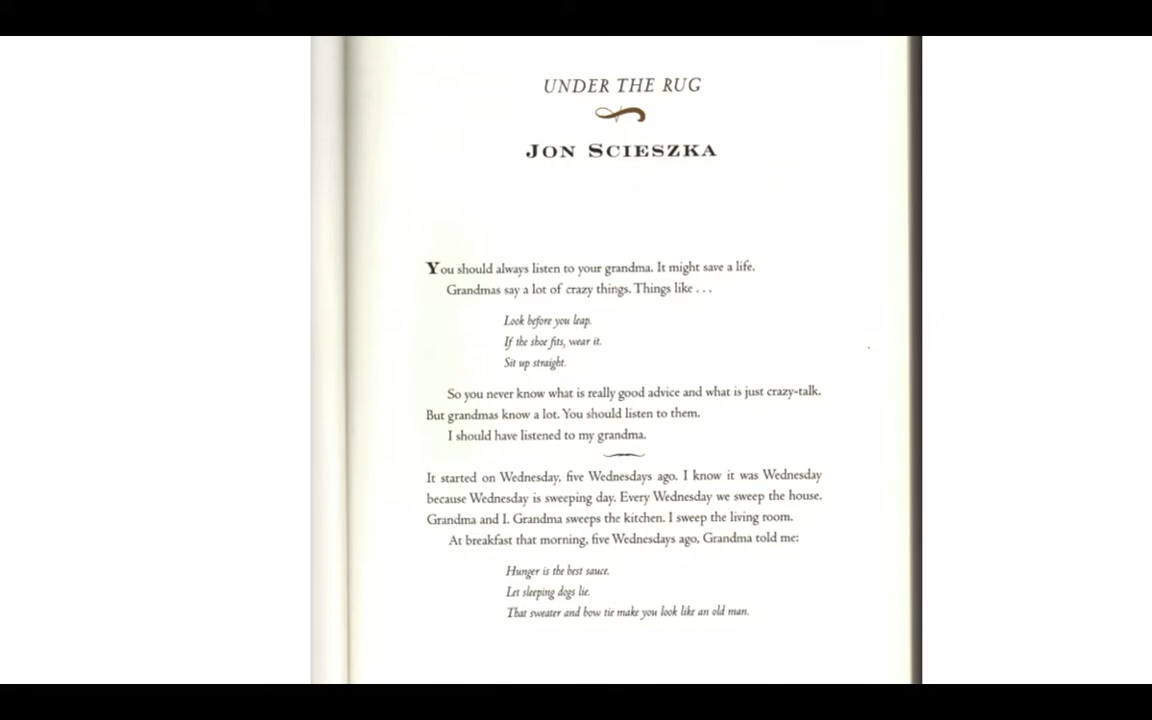 UNDER THE RUG
JON SCIESZKA
You should always listen to your grandma. It might save a life.
Grandmas say a lot of crazy things. Things like . . .
Look before you leap.
If the shoe fits, wear it.
Sit up straight.
So you never know what is really good advice and what is just crazy-talk.
But grandmas know a lot. You should listen to them.
I should have listened to my grandma.
It started on Wednesday, five Wednesdays ago. I know it was Wednesday
because Wednesday is sweeping day. Every Wednesday we sweep the house.
Grandma and I. Grandma sweeps the kitchen. I sweep the living room.
At breakfast that morning, five Wednesdays ago, Grandma told me:
Hunger is the best sauce.
Let sleeping dogs lie.
That sweater and bow tie make you look like an old man.